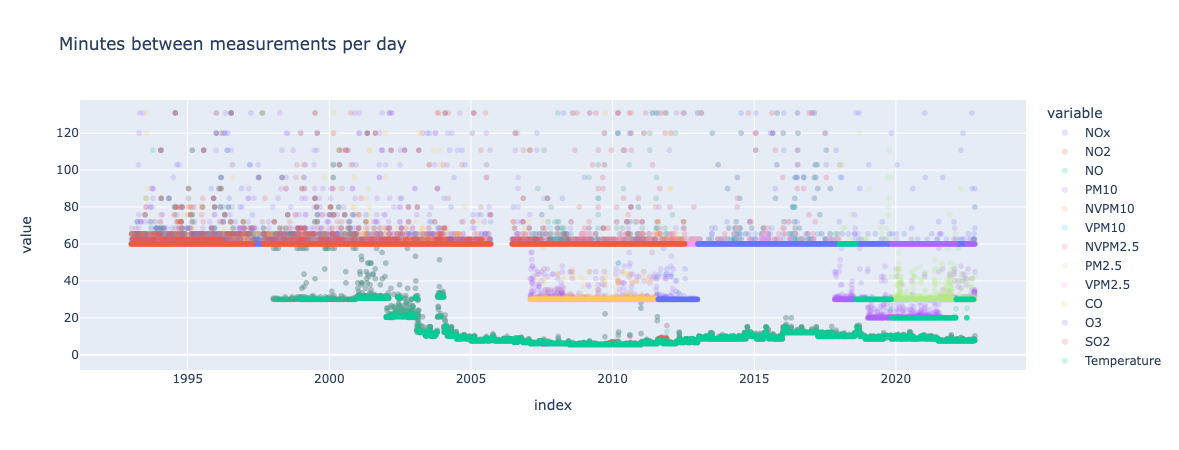 Minutes between measurements per day
variable
NOx
NO2
NO
PM10
NVPM10
VPM10
NVPM2.5
PM2.5
VPM2.5
CO
O3
SO2
Temperature
value
120
100
80
60
40
20
0
1995 2000 2005 2010 2015 2020
index